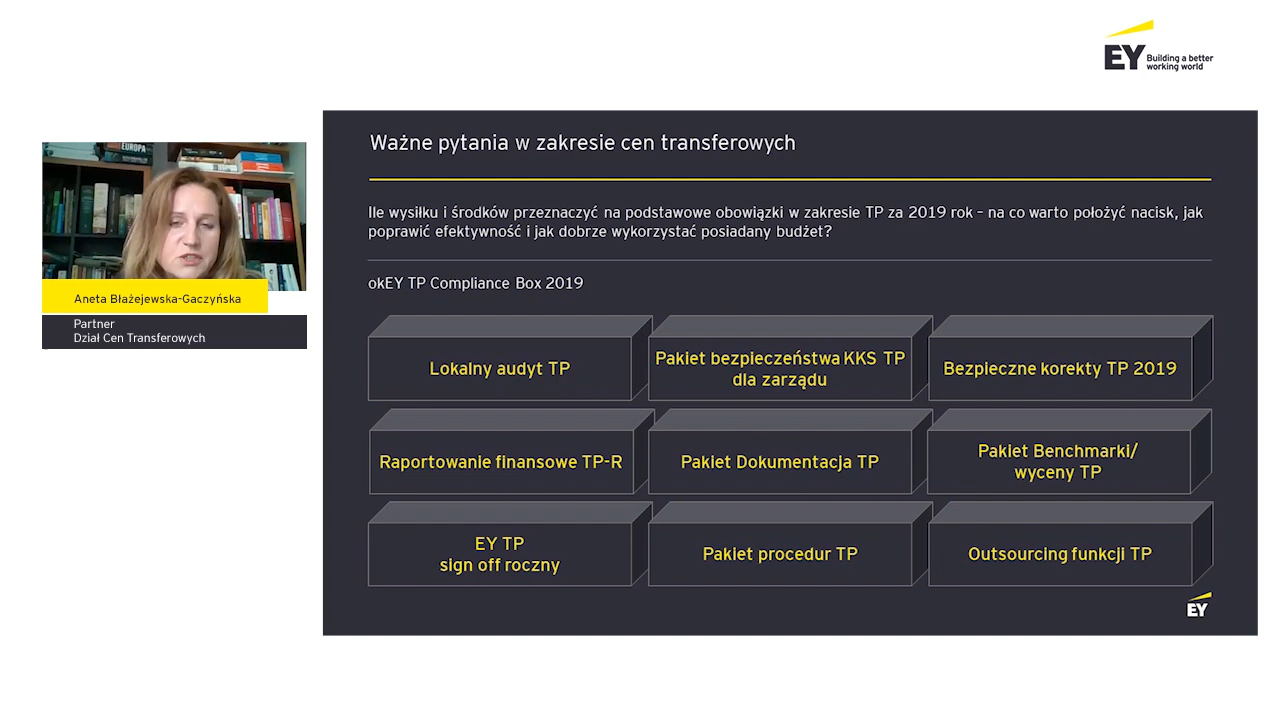 EY Building a better
working world
Ważne pytania w zakresie cen transferowych
Ile wysiłku i środków przeznaczyć na podstawowe obowiązki w zakresie TP za 2019 rok – na co warto położyć nacisk, jak
poprawić efektywność i jak dobrze wykorzystać posiadany budżet?
okEY TP Compliance Box 2019
EUROPA
Aneta Błażejewska-Gaczyńska
Partner
Dział Cen Transferowych
Lokalny audyt TP
Pakiet bezpieczeństwa KKS TP
dla zarządu
Bezpieczne korekty TP 2019
Raportowanie finansowe TP-R
Pakiet Dokumentacja TP
Pakiet Benchmarki/
wyceny TP
EY TP
sign off roczny
Pakiet procedur TP
Outsourcing funkcji TP
EY